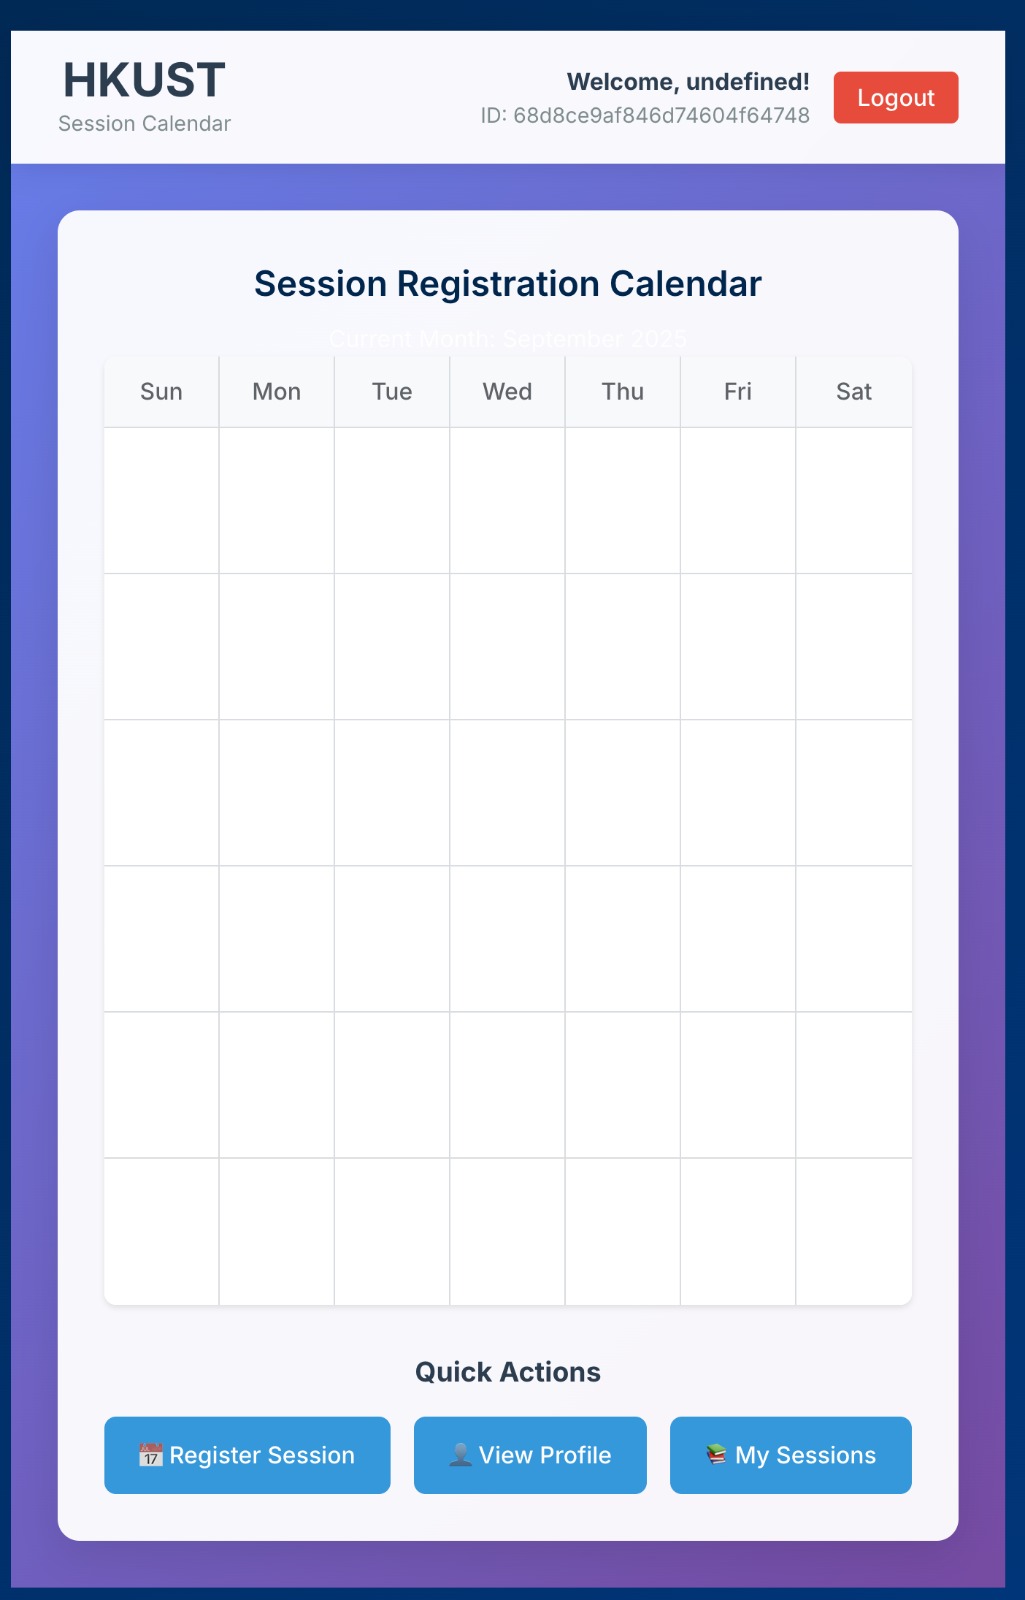 HKUST
Session Calendar
Welcome, undefined!
ID: 68d8ce9af846d74604f64748
Logout
Session Registration Calendar
Current Month: September 2025
Sun Mon Tue Wed Thu Fri Sat
Quick Actions
17 Register Session
View Profile
My Sessions